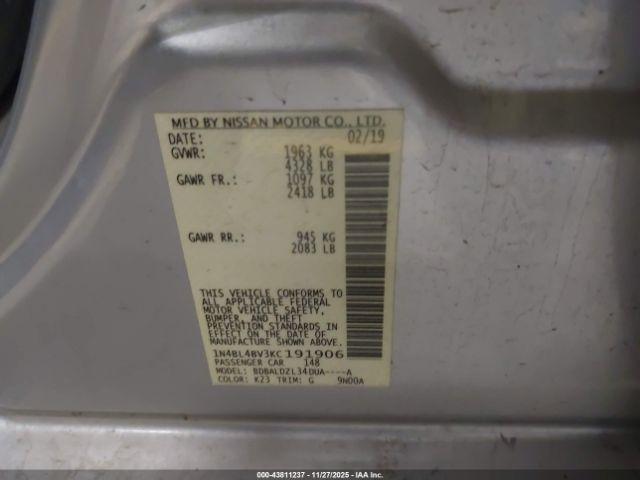 MFD BY NISSAN MOTOR CO., LTD.
DATE: 02/19
GVWR: 1963 KG
4328 LB
GAWR FR.: 1097 KG
2418 LB
GAWR RR.: 945 KG
2083 LB
THIS VEHICLE CONFORMS TO
ALL APPLICABLE FEDERAL
MOTOR VEHICLE SAFETY,
BUMPER, AND THEFT
PREVENTION STANDARDS IN
EFFECT ON THE DATE OF
MANUFACTURE SHOWN ABOVE.
1N4BL4BV3KC191906
PASSENGER CAR 148
MODEL: BDBALDZL34DUA----A
COLOR: K23 TRIM: G 9N00A
000-43811237 - 11/27/2025 - IAA Inc.